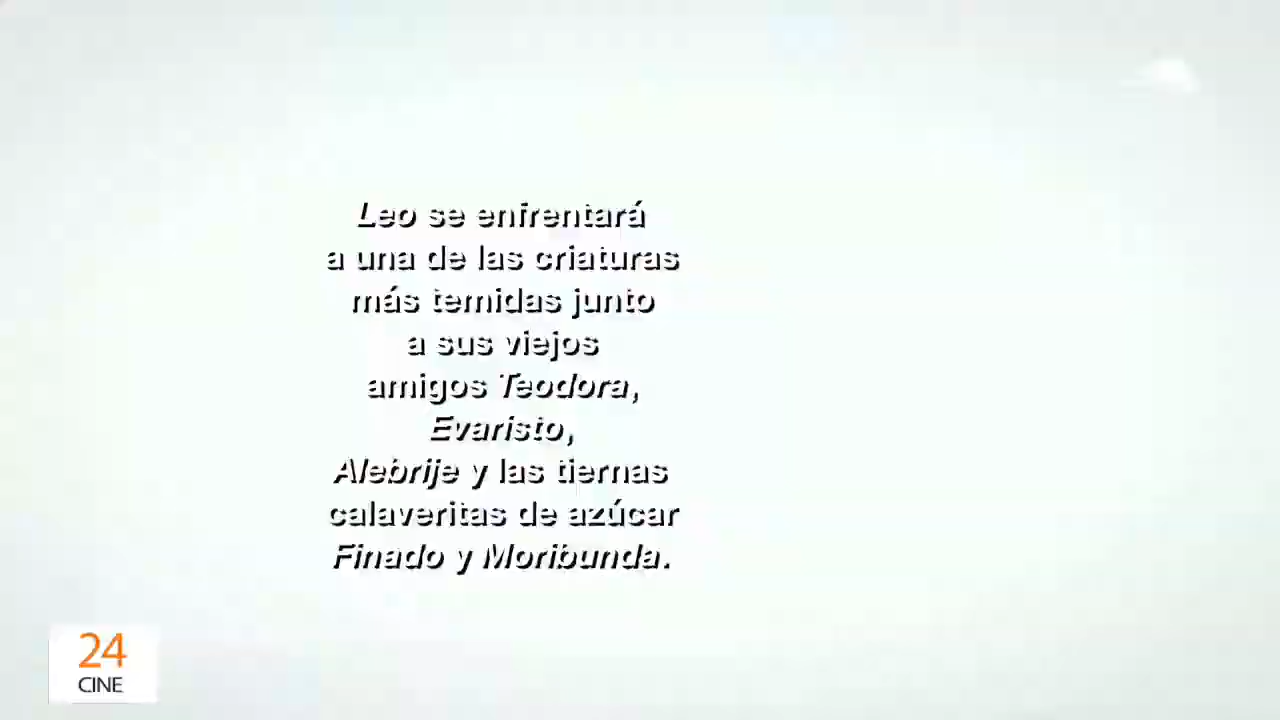 Leo se enfrentará
a una de las criaturas
más temidas junto
a sus viejos
amigos Teodora,
Evaristo,
Alebrije y las tiernas
calaveritas de azúcar
Finado y Moribunda.
24
CINE